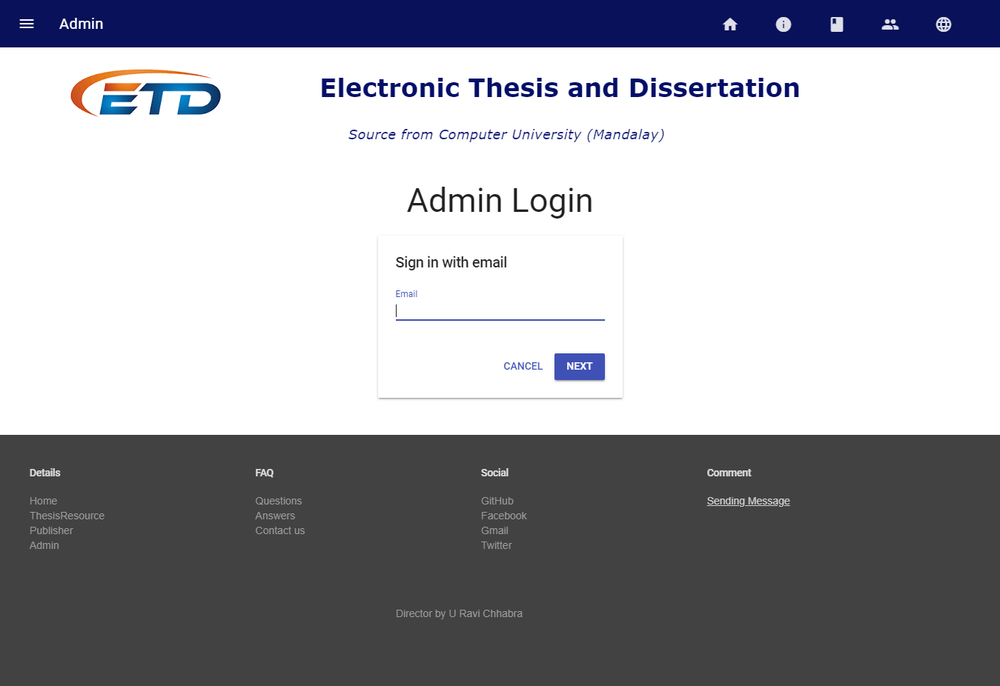 Admin
ETD
Electronic Thesis and Dissertation
Source from Computer University (Mandalay)
Admin Login
Sign in with email
Email
CANCEL NEXT
Details
Home
ThesisResource
Publisher
Admin
FAQ
Questions
Answers
Contact us
Social
GitHub
Facebook
Gmail
Twitter
Comment
Sending Message
Director by U Ravi Chhabra